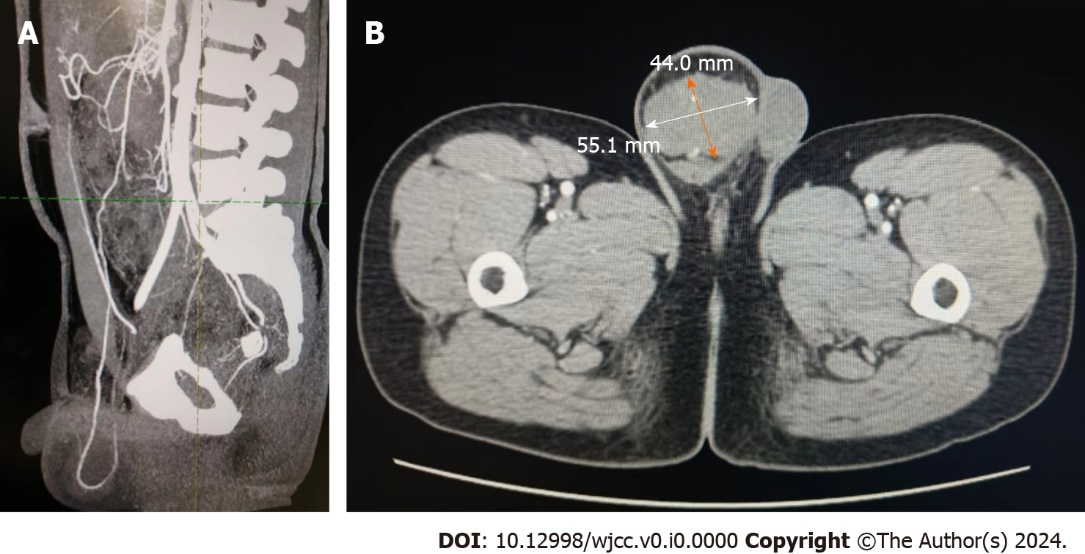 A
B
44.0 mm
55.1 mm
DOI: 10.12998/wjcc.v0.i0.0000 Copyright ©The Author(s) 2024.